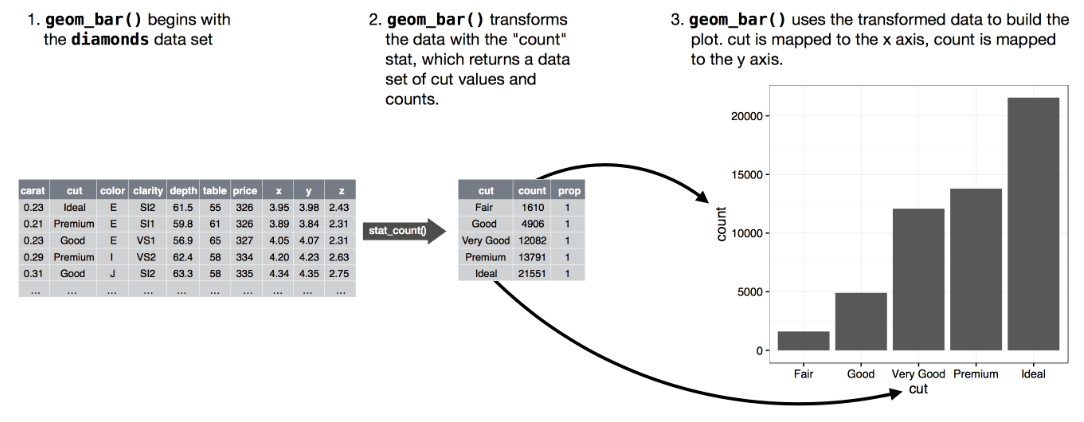 1. geom_bar() begins with
the diamonds data set
2. geom_bar() transforms
the data with the "count"
stat, which returns a data
set of cut values and
counts.
3. geom_bar() uses the transformed data to build the
plot. cut is mapped to the x axis, count is mapped
to the y axis.
carat cut color clarity depth table price x y z
0.23 Ideal E SI2 61.5 55 326 3.95 3.98 2.43
0.21 Premium E SI1 59.8 61 326 3.89 3.84 2.31
0.23 Good E VS1 56.9 65 327 4.05 4.07 2.31
0.29 Premium I VS2 62.4 58 334 4.20 4.23 2.63
0.31 Good J SI2 63.3 58 335 4.34 4.35 2.75
... ... ... ... ... ... ... ... ... ...
stat_count()
cut count prop
Fair 1610 1
Good 4906 1
Very Good 12082 1
Premium 13791 1
Ideal 21551 1
count
20000
15000
10000
5000
0
Fair Good Very Good Premium Ideal
cut